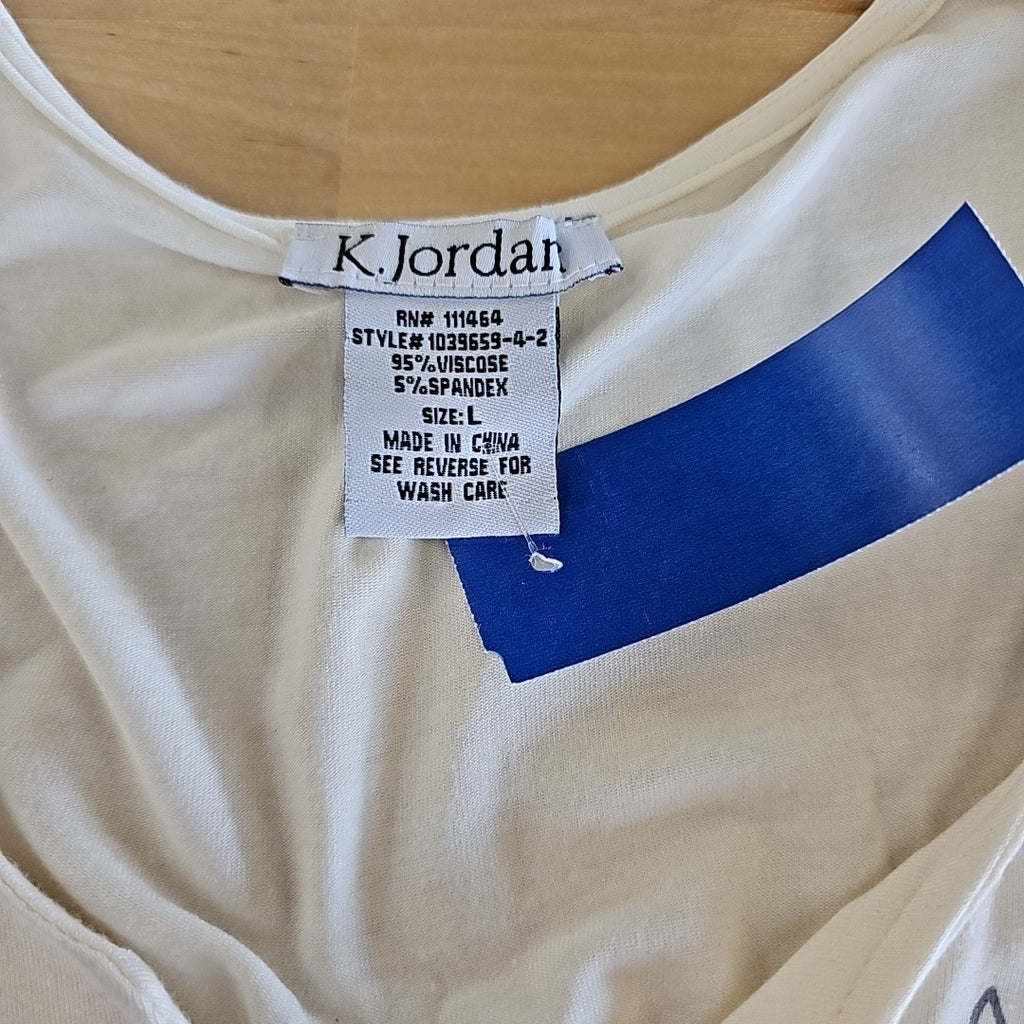 K.Jordan
RN# 111464
STYLE# 1039659-4-2
95%VISCOSE
5%SPANDEX
SIZE: L
MADE IN CHINA
SEE REVERSE FOR
WASH CARE